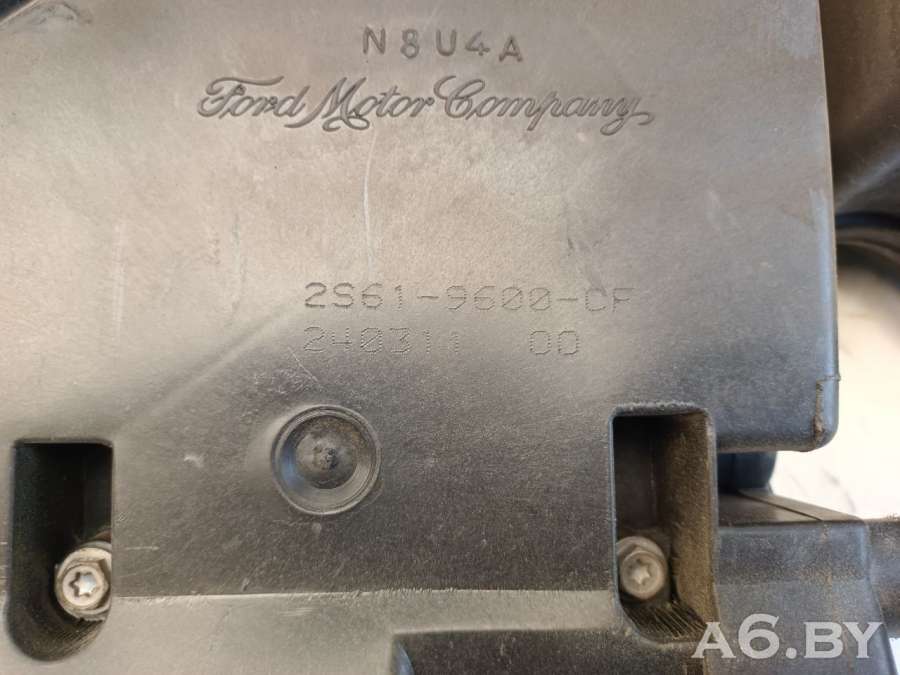 N8U4A
Ford Motor Company
2S61-9600-CF
240311 00
A6.BY